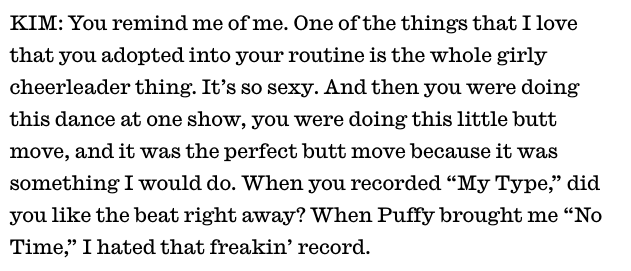 KIM: You remind me of me. One of the things that I love
that you adopted into your routine is the whole girly
cheerleader thing. It’s so sexy. And then you were doing
this dance at one show, you were doing this little butt
move, and it was the perfect butt move because it was
something I would do. When you recorded “My Type,” did
you like the beat right away? When Puffy brought me “No
Time,” I hated that freakin’ record.